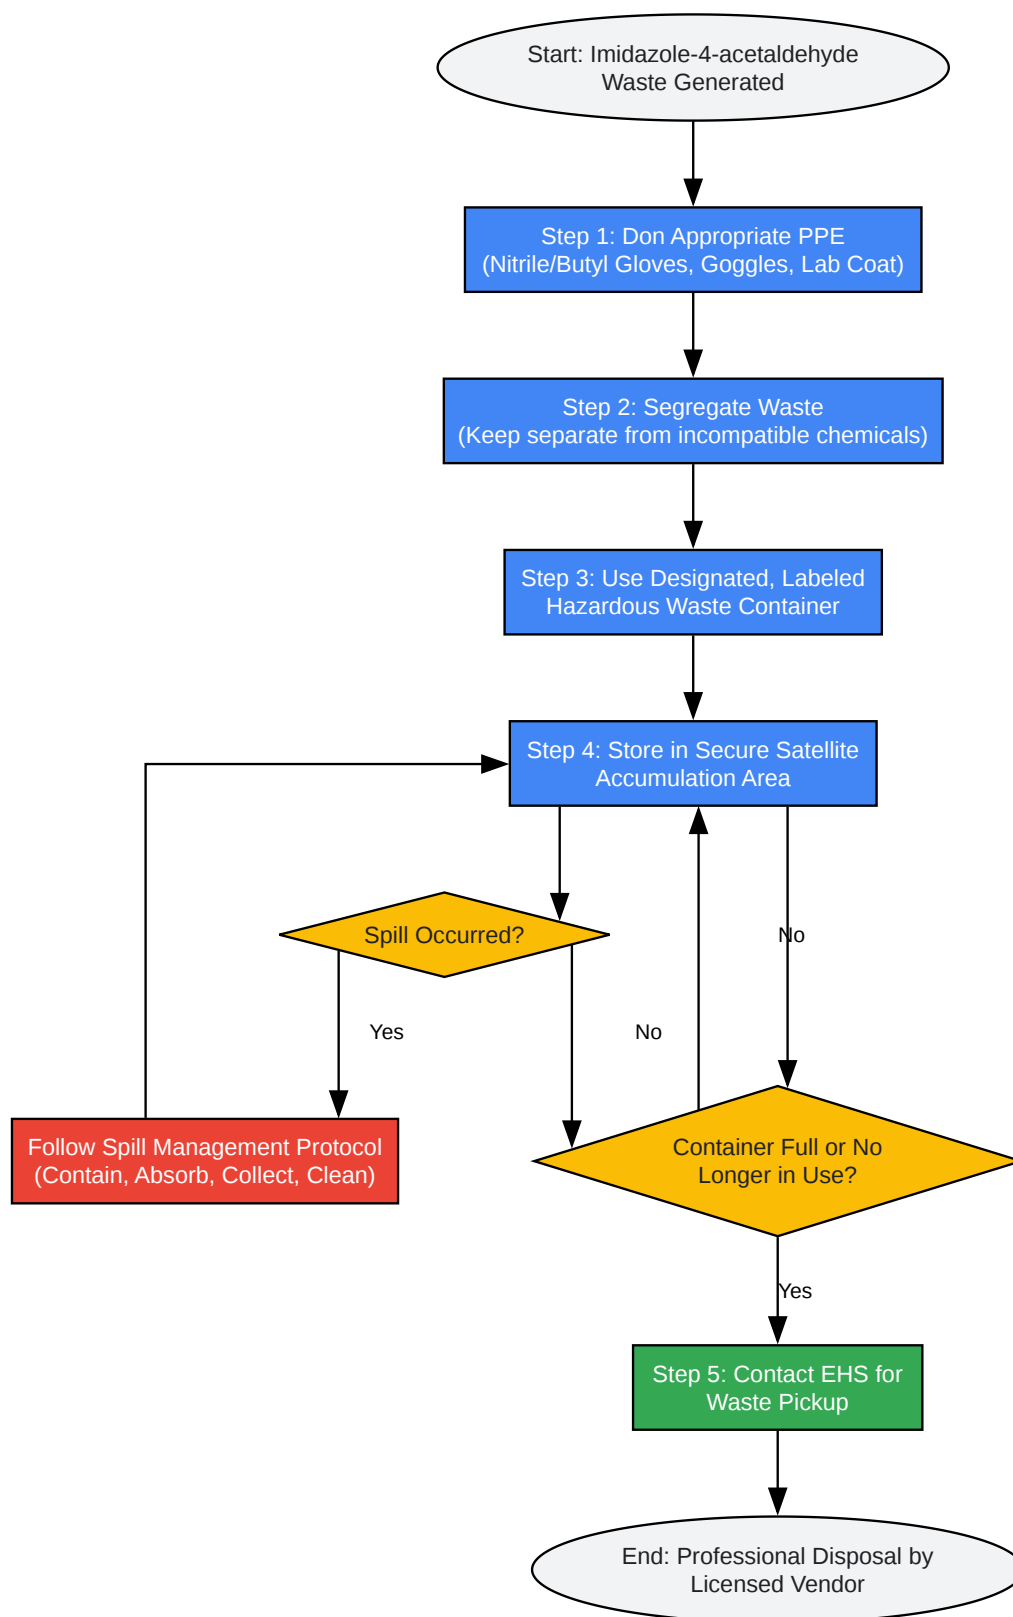 Start: Imidazole-4-acetaldehyde
Waste Generated
Step 1: Don Appropriate PPE
(Nitrile/Butyl Gloves, Goggles, Lab Coat)
Step 2: Segregate Waste
(Keep separate from incompatible chemicals)
Step 3: Use Designated, Labeled
Hazardous Waste Container
Step 4: Store in Secure Satellite
Accumulation Area
Spill Occurred?
No
Yes
No
Follow Spill Management Protocol
(Contain, Absorb, Collect, Clean)
Container Full or No
Longer in Use?
Yes
Step 5: Contact EHS for
Waste Pickup
End: Professional Disposal by
Licensed Vendor